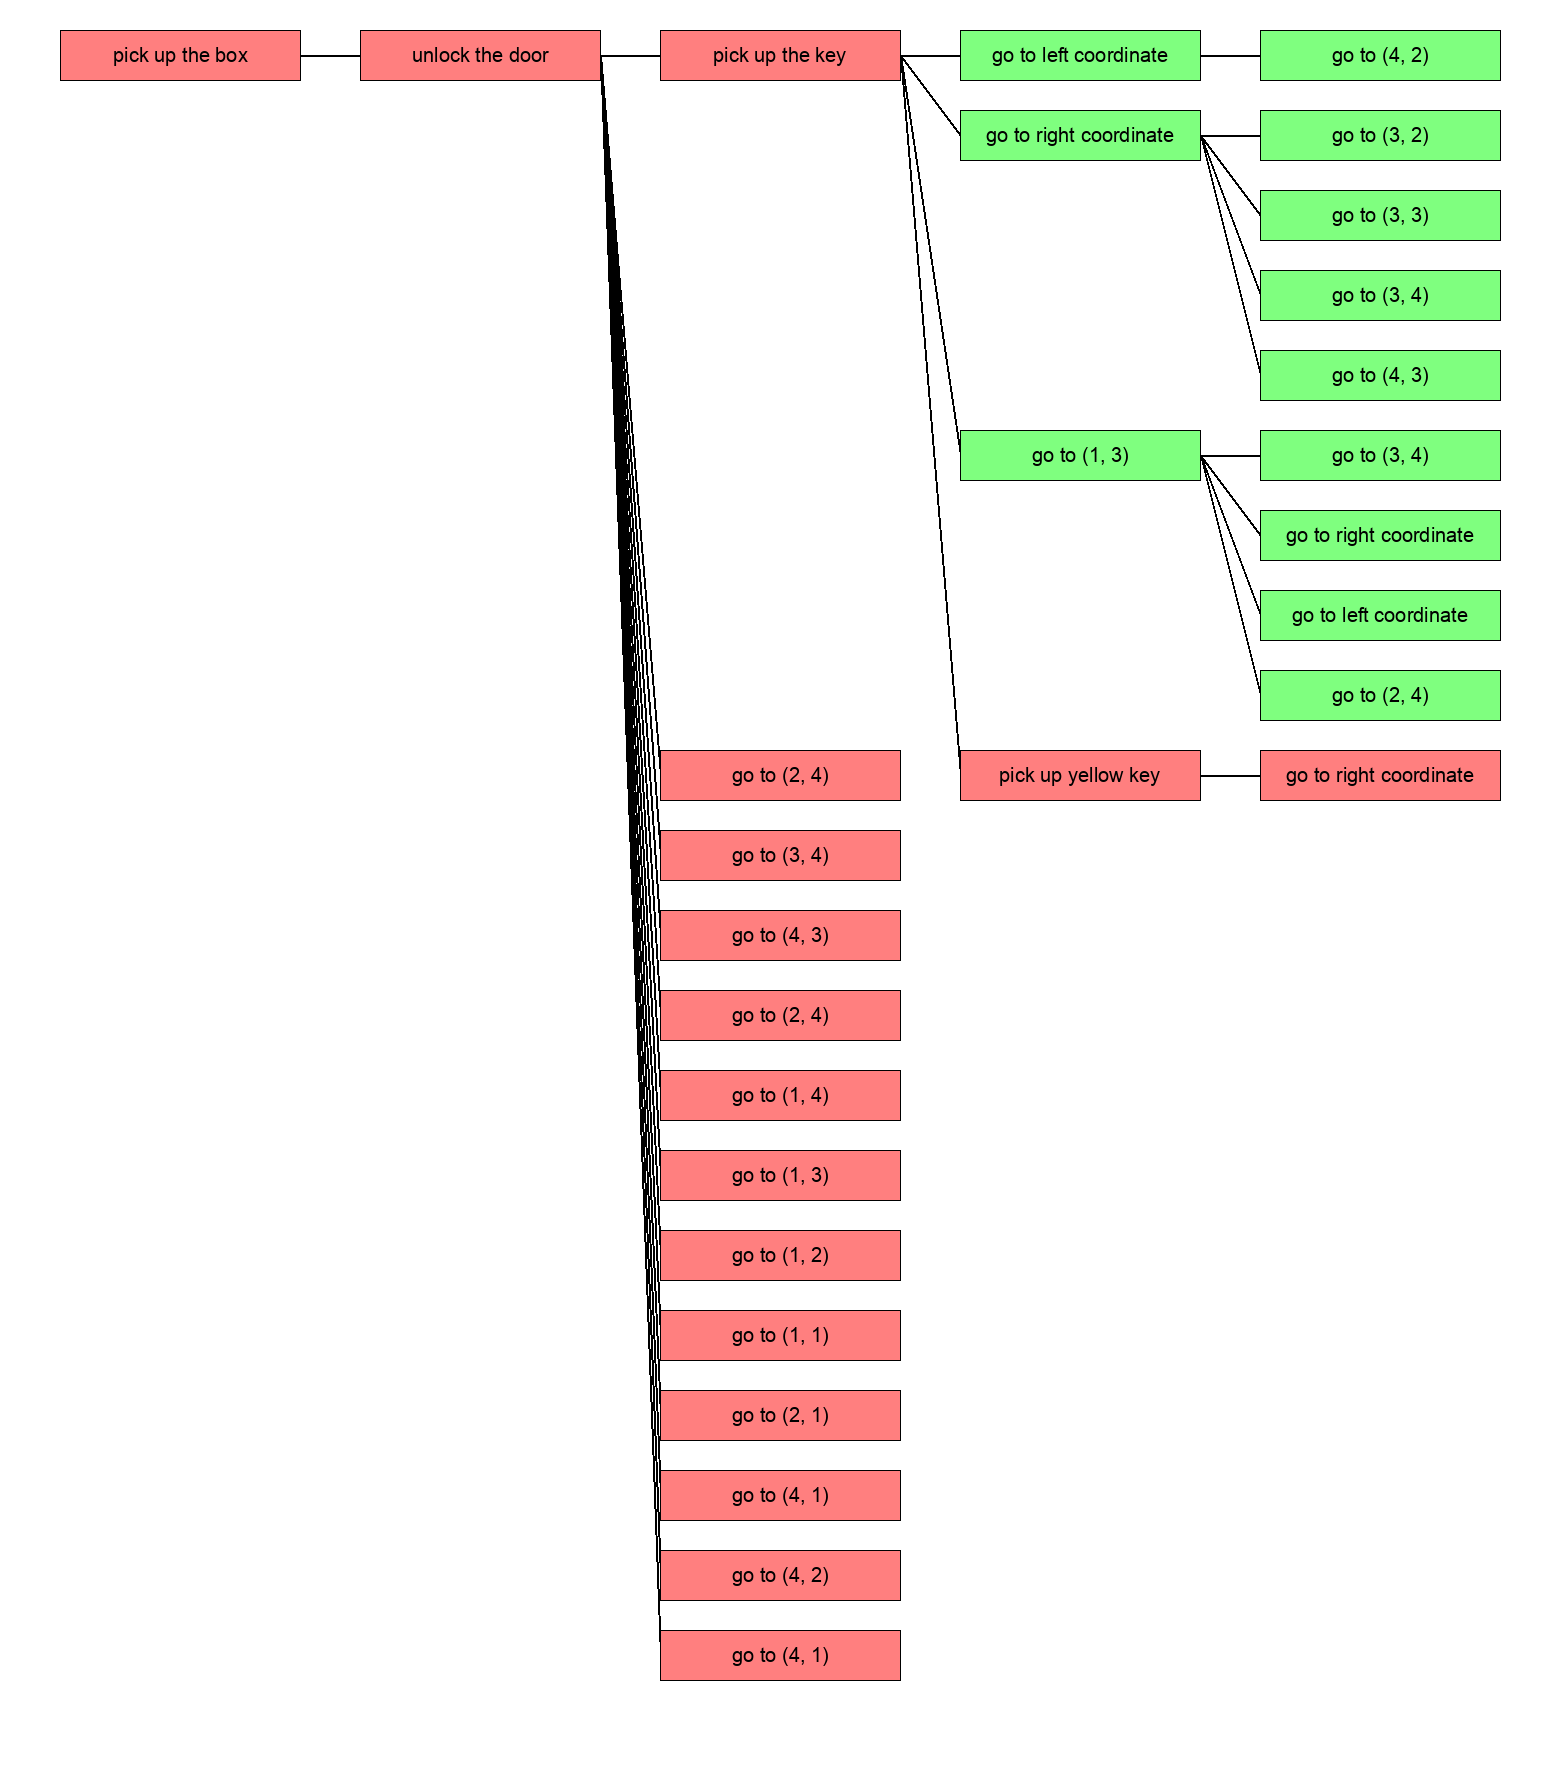 pick up the box
unlock the door
pick up the key
go to left coordinate
go to (4, 2)
go to right coordinate
go to (3, 2)
go to (3, 3)
go to (3, 4)
go to (4, 3)
go to (1, 3)
go to (3, 4)
go to right coordinate
go to left coordinate
go to (2, 4)
go to (2, 4)
pick up yellow key
go to right coordinate
go to (3, 4)
go to (4, 3)
go to (2, 4)
go to (1, 4)
go to (1, 3)
go to (1, 2)
go to (1, 1)
go to (2, 1)
go to (4, 1)
go to (4, 2)
go to (4, 1)